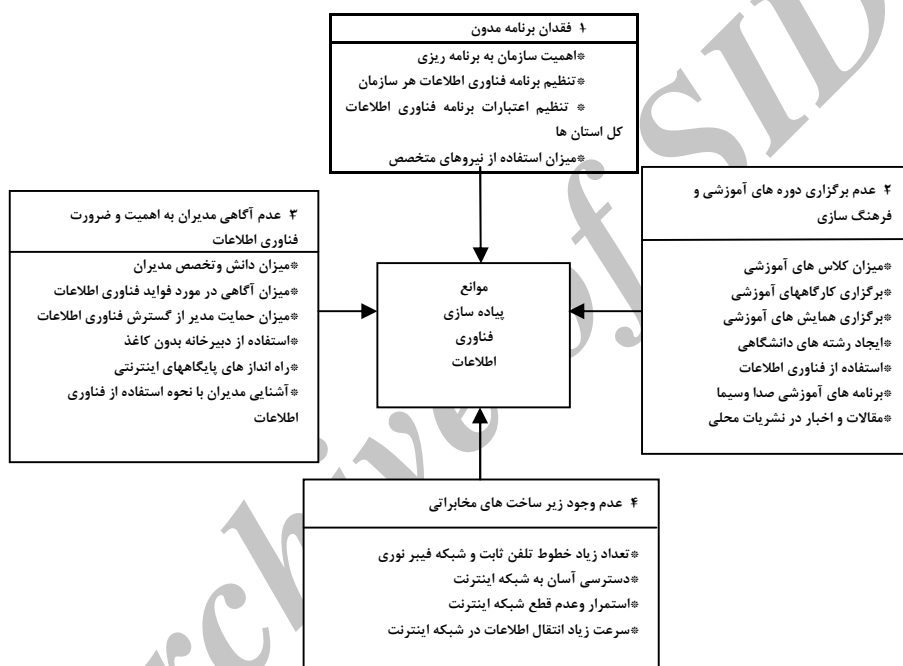 ۱ فقدان برنامه مدون
*اهمیت سازمان به برنامه ریزی
*تنظیم برنامه فناوری اطلاعات هر سازمان
* تنظیم اعتبارات برنامه فناوری اطلاعات
کل استان ها
*میزان استفاده از نیروهای متخصص
۲ عدم برگزاری دوره های آموزشی و
فرهنگ سازی
*میزان کلاس های آموزشی
*برگزاری کارگاههای آموزشی
*برگزاری همایش های آموزشی
*ایجاد رشته های دانشگاهی
*استفاده از فناوری اطلاعات
*برنامه های آموزشی صدا وسیما
*مقالات و اخبار در نشریات محلی
۳ عدم آگاهی مدیران به اهمیت و ضرورت
فناوری اطلاعات
*میزان دانش وتخصص مدیران
*میزان آگاهی در مورد فواید فناوری اطلاعات
*میزان حمایت مدیر از گسترش فناوری اطلاعات
*استفاده از دبیرخانه بدون کاغذ
*راه انداز های پایگاههای اینترنتی
*آشنایی مدیران با نحوه استفاده از فناوری
اطلاعات
موانع
پیاده سازی
فناوری
اطلاعات
۴ عدم وجود زیر ساخت های مخابراتی
*تعداد زیاد خطوط تلفن ثابت و شبکه فیبر نوری
*دسترسی آسان به شبکه اینترنت
*استمرار وعدم قطع شبکه اینترنت
*سرعت زیاد انتقال اطلاعات در شبکه اینترنت
Archive of SID